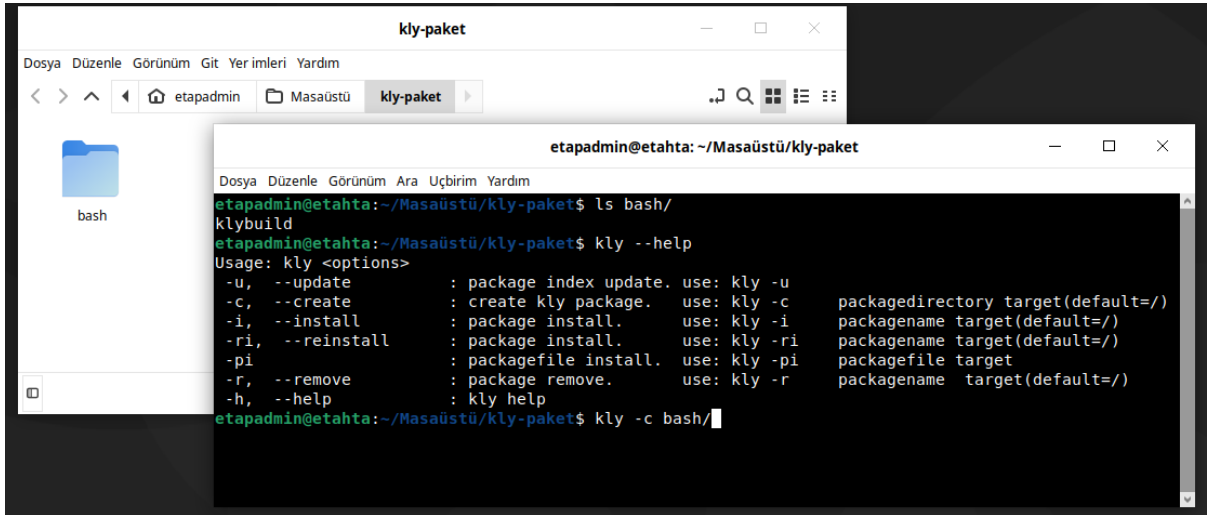 kly-paket
Dosya Düzenle Görünüm Git Yer imleri Yardım
etapadmin Masaüstü kly-paket
bash
etapadmin@etahta: ~/Masaüstü/kly-paket
Dosya Düzenle Görünüm Ara Uçbirim Yardım
etapadmin@etahta:~/Masaüstü/kly-paket$ ls bash/
klybuild
etapadmin@etahta:~/Masaüstü/kly-paket$ kly --help
Usage: kly <options>
-u, --update : package index update. use: kly -u
-c, --create : create kly package. use: kly -c packagedirectory target(default=/)
-i, --install : package install. use: kly -i packagename target(default=/)
-ri, --reinstall : package install. use: kly -ri packagename target(default=/)
-pi : packagefile install. use: kly -pi packagefile target
-r, --remove : package remove. use: kly -r packagename target(default=/)
-h, --help : kly help
etapadmin@etahta:~/Masaüstü/kly-paket$ kly -c bash/